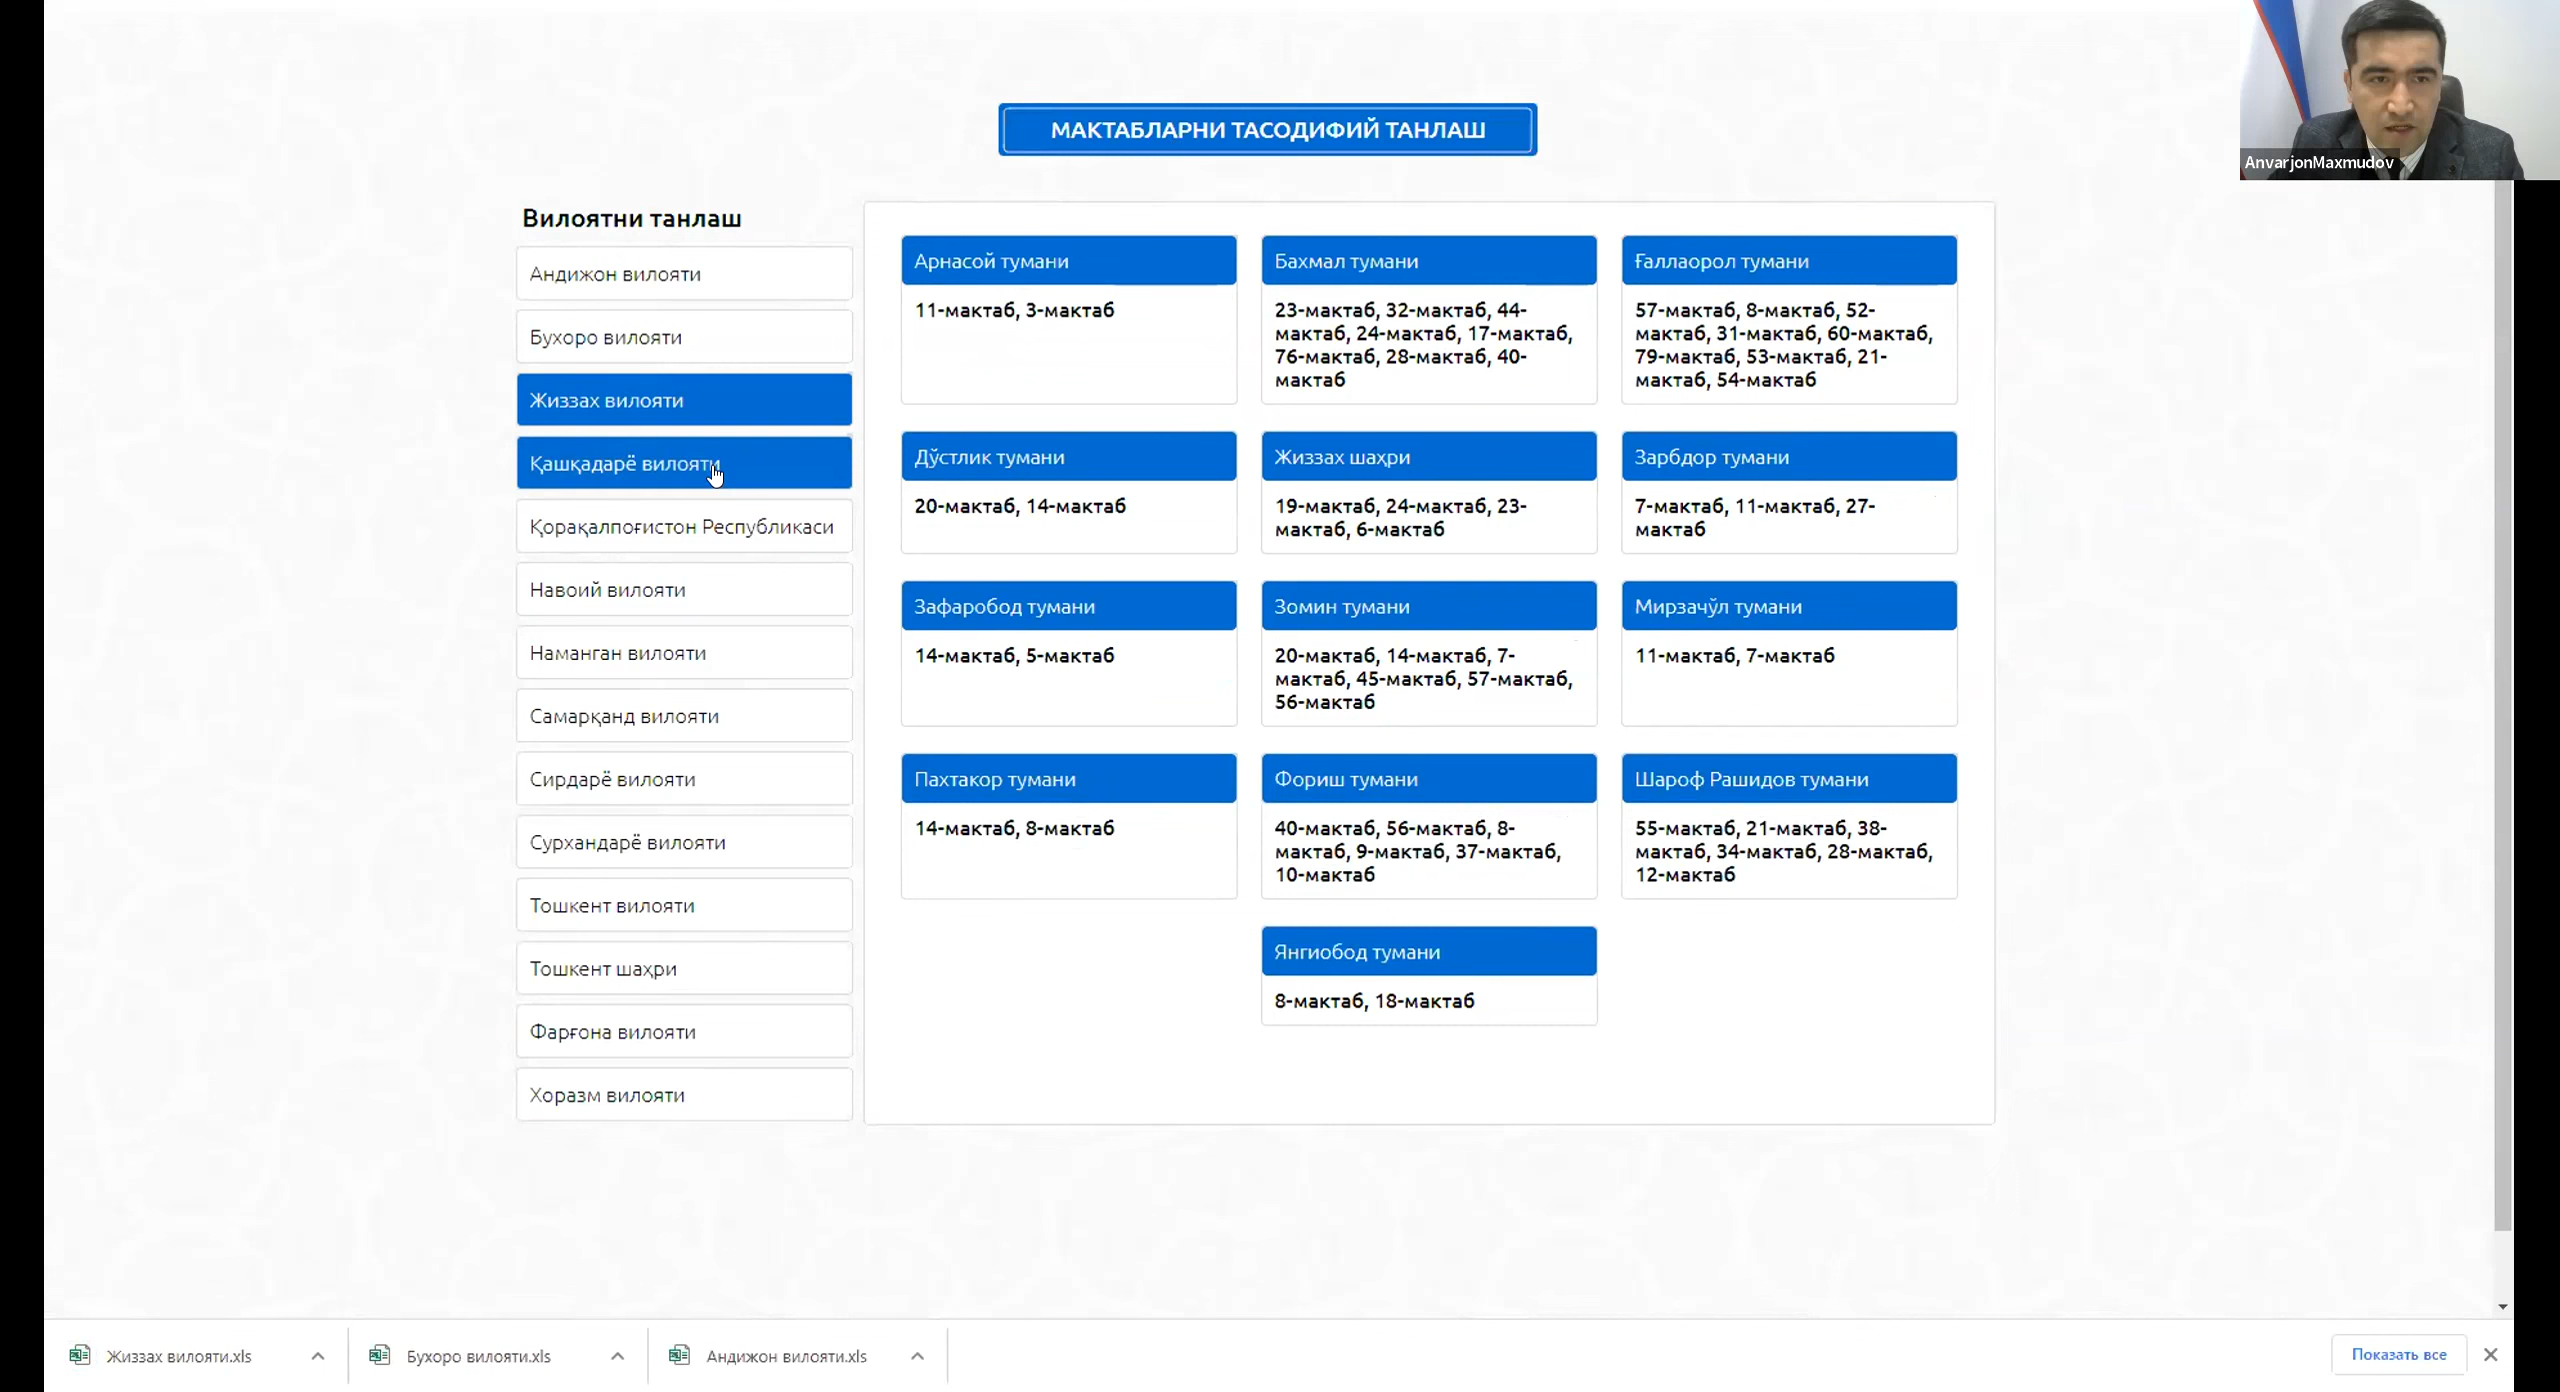 AnvarjonMaxmudov
МАКТАБЛАРНИ ТАСОДИФИЙ ТАНЛАШ
Вилоятни танлаш
Андижон вилояти
Бухоро вилояти
Жиззах вилояти
Қашқадарё вилояти
Қорақалпоғистон Республикаси
Навоий вилояти
Наманган вилояти
Самарқанд вилояти
Сирдарё вилояти
Сурхандарё вилояти
Тошкент вилояти
Тошкент шаҳри
Фарғона вилояти
Хоразм вилояти
Арнасой тумани
11-мактаб, 3-мактаб
Бахмал тумани
23-мактаб, 32-мактаб, 44-
мактаб, 24-мактаб, 17-мактаб,
76-мактаб, 28-мактаб, 40-
мактаб
Ғаллаорол тумани
57-мактаб, 8-мактаб, 52-
мактаб, 31-мактаб, 60-мактаб,
79-мактаб, 53-мактаб, 21-
мактаб, 54-мактаб
Дўстлик тумани
20-мактаб, 14-мактаб
Жиззах шаҳри
19-мактаб, 24-мактаб, 23-
мактаб, 6-мактаб
Зарбдор тумани
7-мактаб, 11-мактаб, 27-
мактаб
Зафаробод тумани
14-мактаб, 5-мактаб
Зомин тумани
20-мактаб, 14-мактаб, 7-
мактаб, 45-мактаб, 57-мактаб,
56-мактаб
Мирзачўл тумани
11-мактаб, 7-мактаб
Пахтакор тумани
14-мактаб, 8-мактаб
Фориш тумани
40-мактаб, 56-мактаб, 8-
мактаб, 9-мактаб, 37-мактаб,
10-мактаб
Шароф Рашидов тумани
55-мактаб, 21-мактаб, 38-
мактаб, 34-мактаб, 28-мактаб,
12-мактаб
Янгиобод тумани
8-мактаб, 18-мактаб
Жиззах вилояти.xls
Бухоро вилояти.xls
Андижон вилояти.xls
Показать все